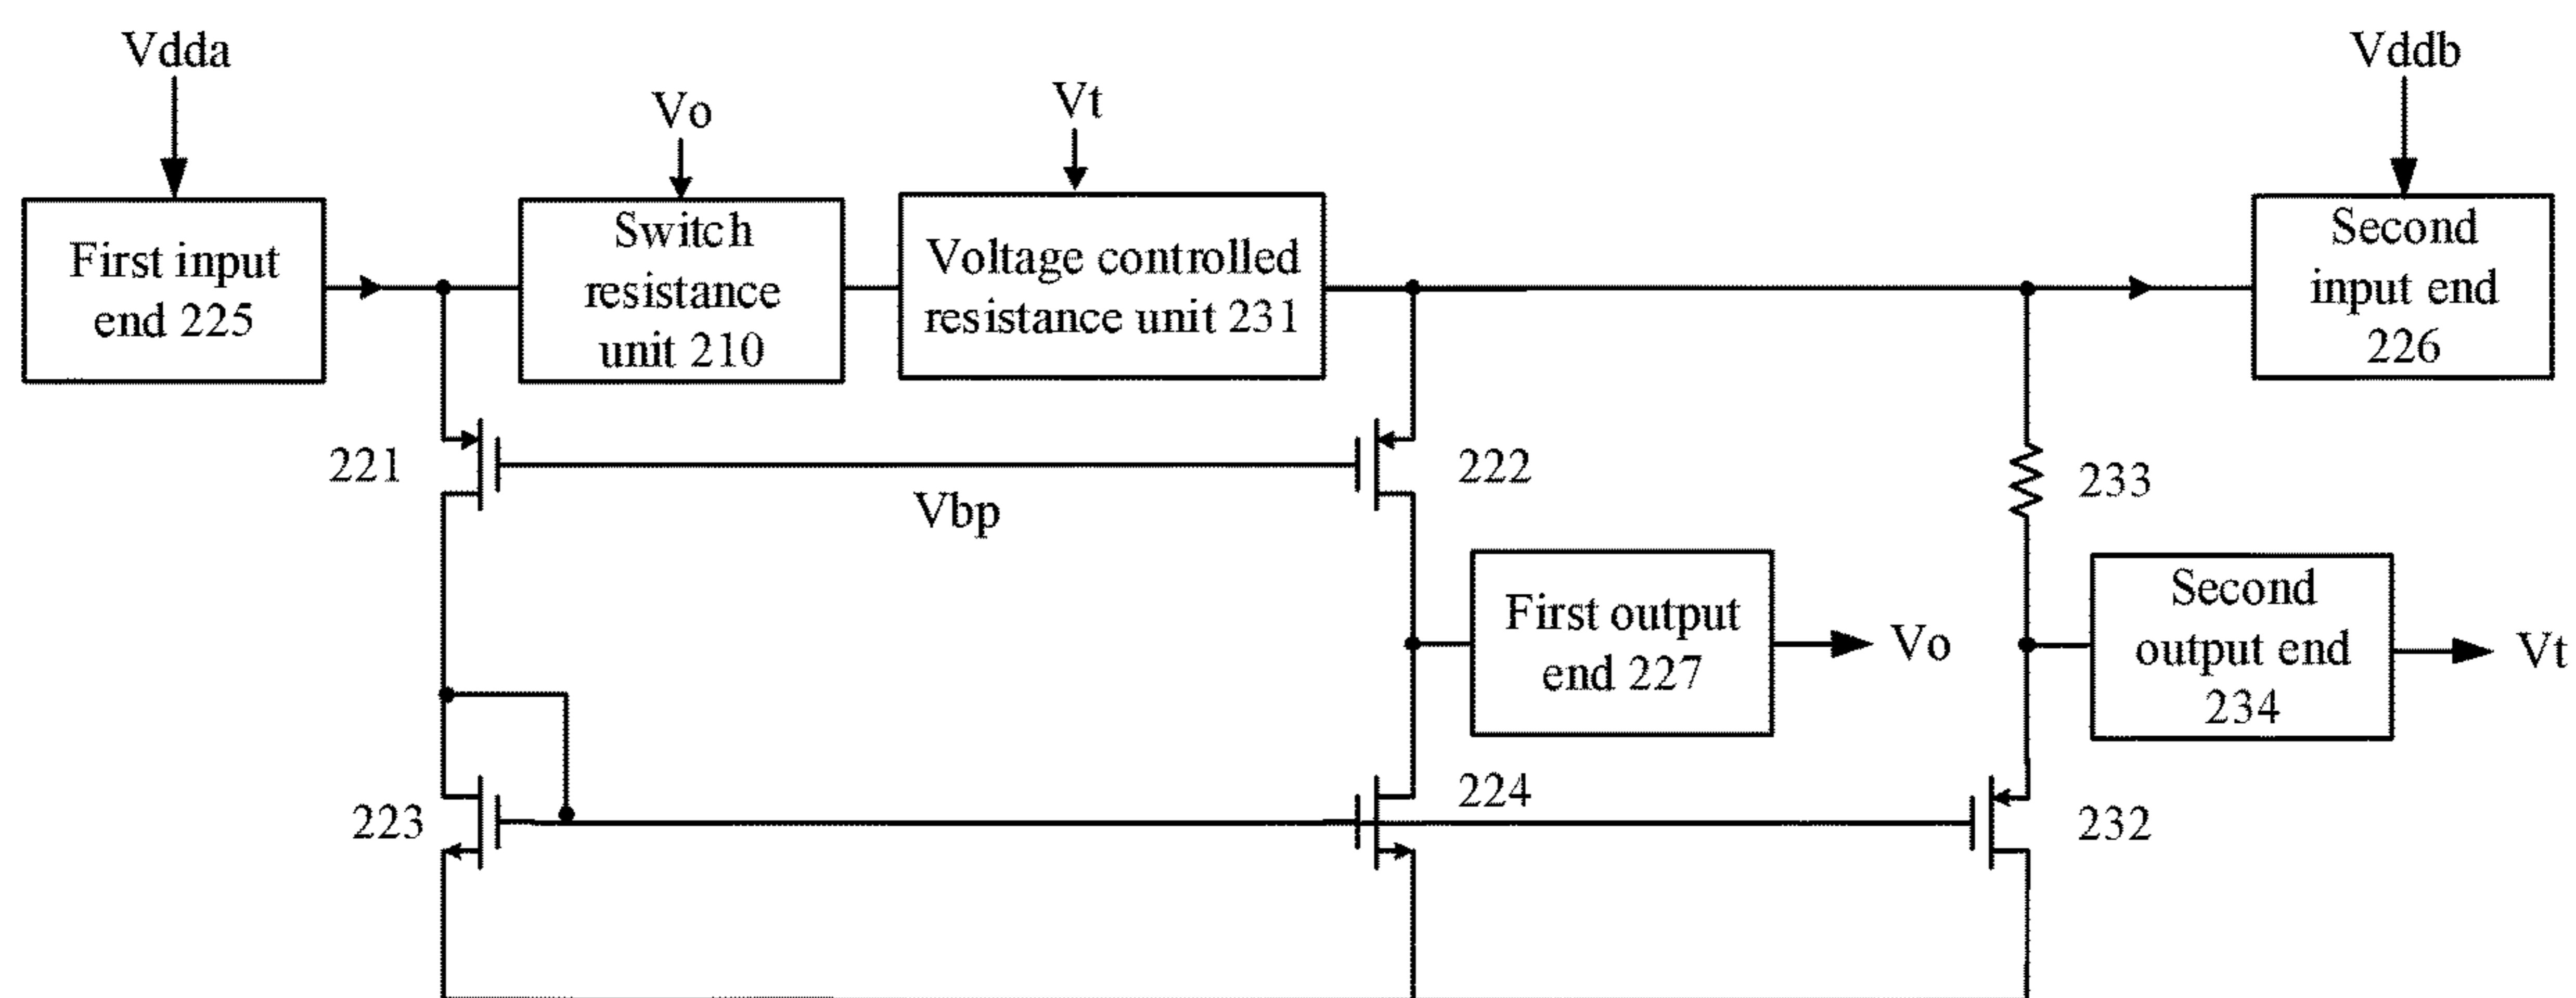 Vdda
Vo
Vt
Vddb
First input
end 225
Switch
resistance
unit 210
Voltage controlled
resistance unit 231
Second
input end
226
221
222
233
Vbp
First output
end 227
Vo
Second
output end
234
Vt
223
224
232